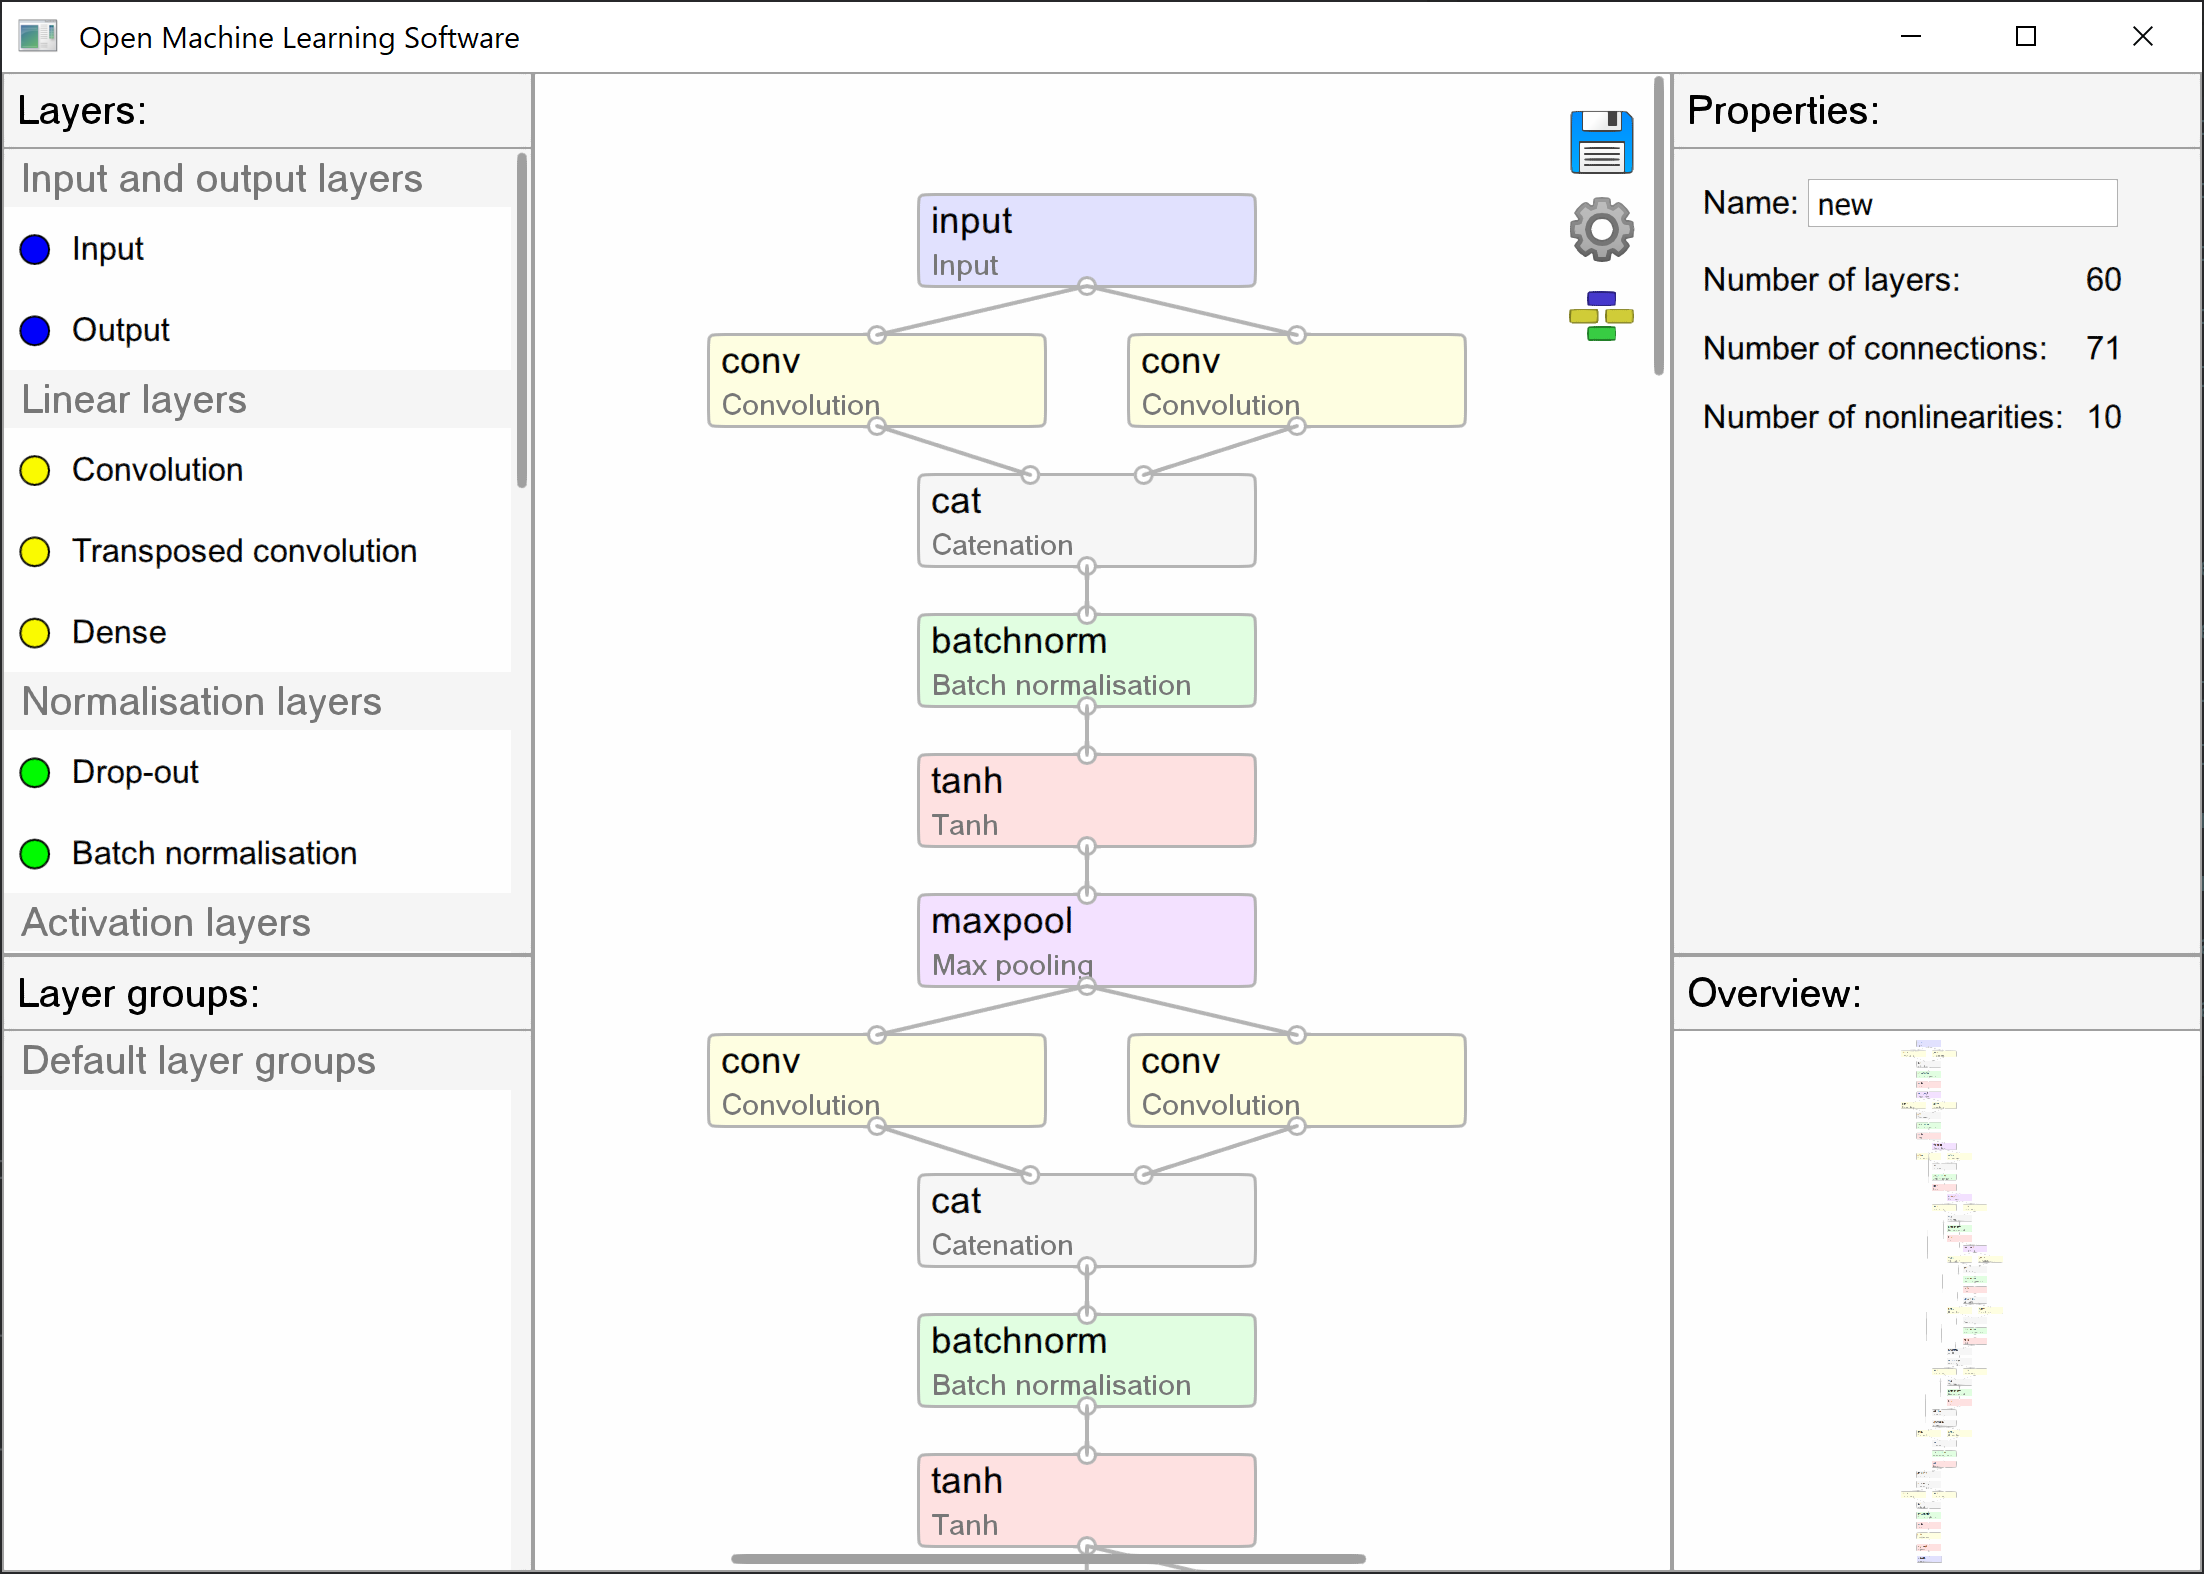 Open Machine Learning Software
Layers:
Input and output layers
Input
Output
Linear layers
Convolution
Transposed convolution
Dense
Normalisation layers
Drop-out
Batch normalisation
Activation layers
Layer groups:
Default layer groups
input
Input
conv
Convolution
conv
Convolution
cat
Catenation
batchnorm
Batch normalisation
tanh
Tanh
maxpool
Max pooling
conv
Convolution
conv
Convolution
cat
Catenation
batchnorm
Batch normalisation
tanh
Tanh
Properties:
Name: new
Number of layers: 60
Number of connections: 71
Number of nonlinearities: 10
Overview: